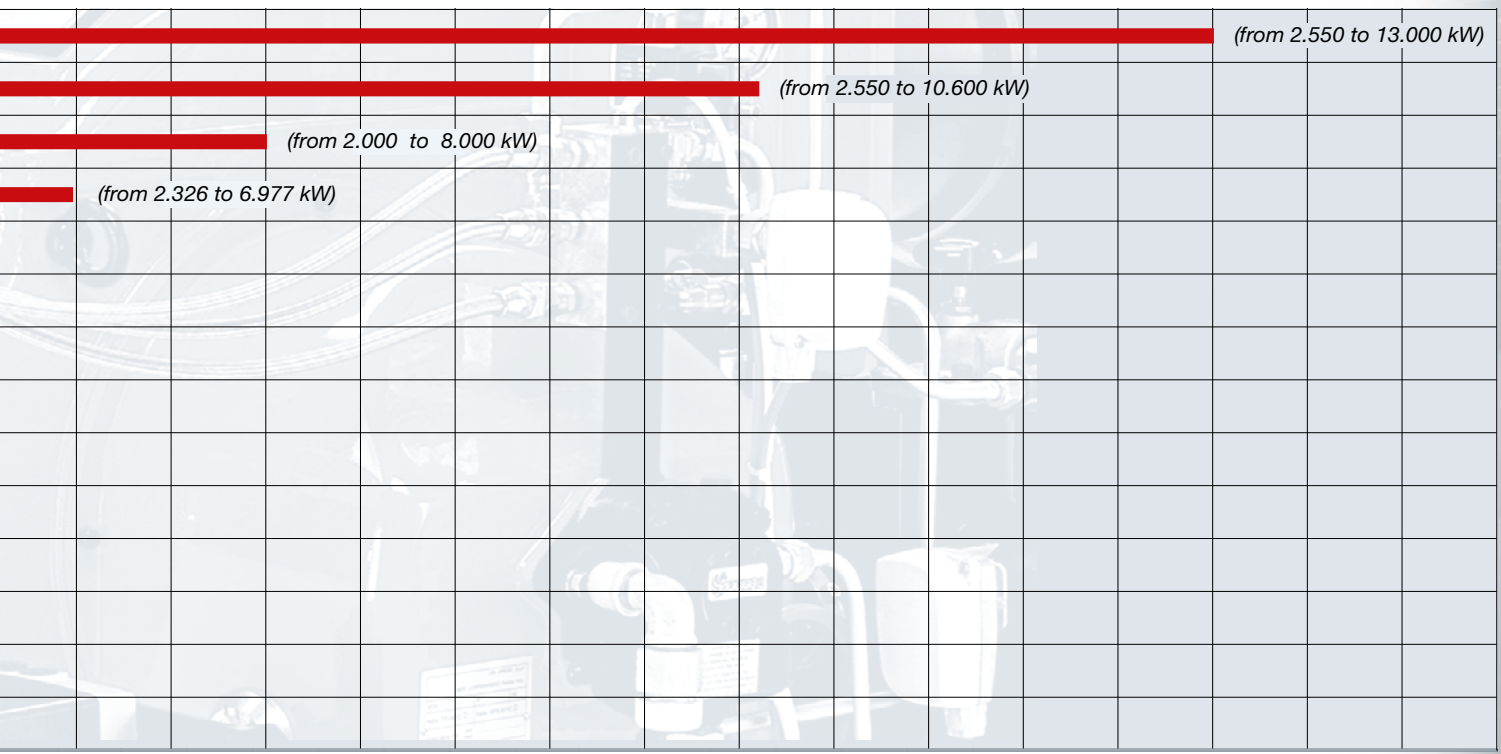 (from 2.550 to 13.000 kW)
(from 2.550 to 10.600 kW)
(from 2.000 to 8.000 kW)
(from 2.326 to 6.977 kW)